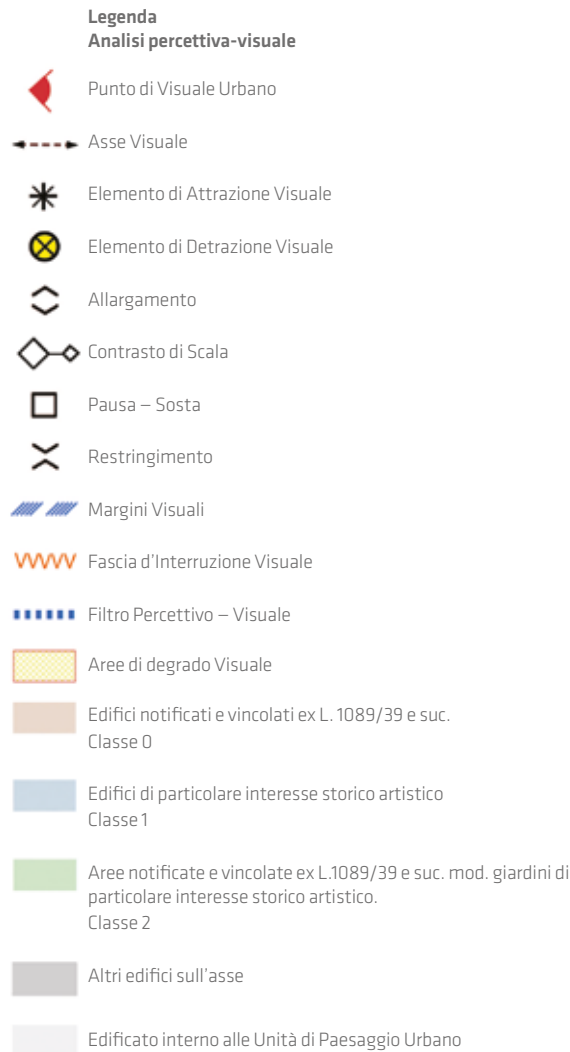 Legenda
Analisi percettiva-visuale
Punto di Visuale Urbano
Asse Visuale
Elemento di Attrazione Visuale
Elemento di Detrazione Visuale
Allargamento
Contrasto di Scala
Pausa – Sosta
Restringimento
Margini Visuali
Fascia d'Interruzione Visuale
Filtro Percettivo – Visuale
Aree di degrado Visuale
Edifici notificati e vincolati ex L. 1089/39 e suc.
Classe 0
Edifici di particolare interesse storico artistico
Classe 1
Aree notificate e vincolate ex L.1089/39 e suc. mod. giardini di
particolare interesse storico artistico.
Classe 2
Altri edifici sull'asse
Edificato interno alle Unità di Paesaggio Urbano